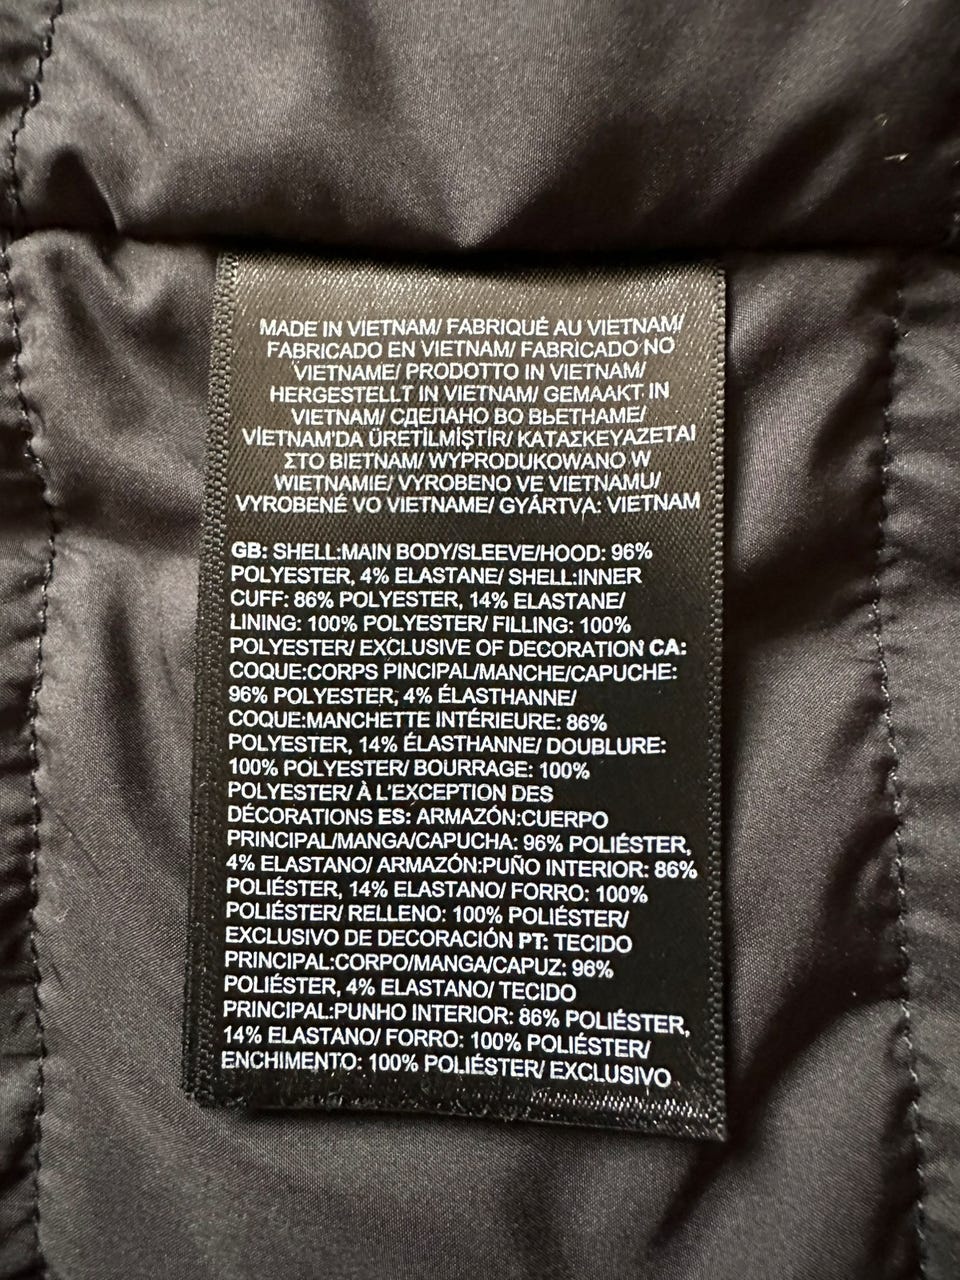 MADE IN VIETNAM/ FABRIQUÉ AU VIETNAM/
FABRICADO EN VIETNAM/ FABRICADO NO
VIETNAME/ PRODOTTO IN VIETNAM/
HERGESTELLT IN VIETNAM/ GEMAAKT IN
VIETNAM/ СДЕЛАНО ВО ВЬЕТНАМЕ/
VİETNAM'DA ÜRETİLMİŞTİR/ ΚΑΤΑΣΚΕΥΑΖΕΤΑΙ
ΣΤΟ ΒΙΕΤΝΑΜ/ WYPRODUKOWANO W
WIETNAMIE/ VYROBENO VE VIETNAMU/
VYROBENÉ VO VIETNAME/ GYÁRTVA: VIETNAM
GB: SHELL:MAIN BODY/SLEEVE/HOOD: 96%
POLYESTER, 4% ELASTANE/ SHELL:INNER
CUFF: 86% POLYESTER, 14% ELASTANE/
LINING: 100% POLYESTER/ FILLING: 100%
POLYESTER/ EXCLUSIVE OF DECORATION CA:
COQUE:CORPS PINCIPAL/MANCHE/CAPUCHE:
96% POLYESTER, 4% ÉLASTHANNE/
COQUE:MANCHETTE INTÉRIEURE: 86%
POLYESTER, 14% ÉLASTHANNE/ DOUBLURE:
100% POLYESTER/ BOURRAGE: 100%
POLYESTER/ À L'EXCEPTION DES
DÉCORATIONS ES: ARMAZÓN:CUERPO
PRINCIPAL/MANGA/CAPUCHA: 96% POLIÉSTER,
4% ELASTANO/ ARMAZÓN:PUÑO INTERIOR: 86%
POLIÉSTER, 14% ELASTANO/ FORRO: 100%
POLIÉSTER/ RELLENO: 100% POLIÉSTER/
EXCLUSIVO DE DECORACIÓN PT: TECIDO
PRINCIPAL:CORPO/MANGA/CAPUZ: 96%
POLIÉSTER, 4% ELASTANO/ TECIDO
PRINCIPAL:PUNHO INTERIOR: 86% POLIÉSTER,
14% ELASTANO/ FORRO: 100% POLIÉSTER/
ENCHIMENTO: 100% POLIÉSTER/ EXCLUSIVO